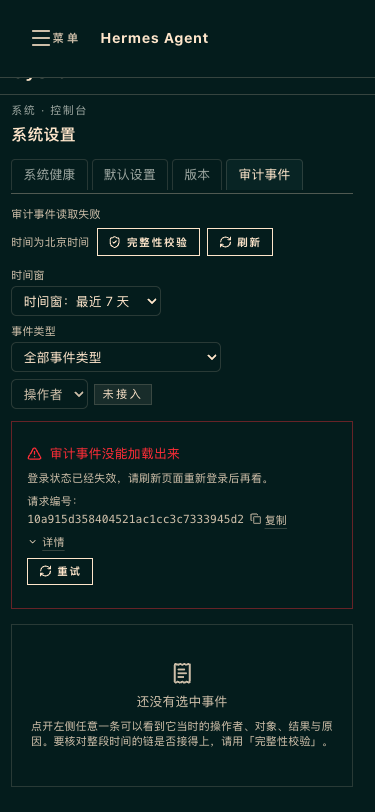 菜单 Hermes Agent
系统 · 控制台
系统设置
系统健康 默认设置 版本 审计事件
审计事件读取失败
时间为北京时间 完整性校验 刷新
时间窗
时间窗：最近 7 天
事件类型
全部事件类型
操作者 未接入
审计事件没能加载出来
登录状态已经失效，请刷新页面重新登录后再看。
请求编号：
10a915d358404521ac1cc3c7333945d2 复制
详情
重试
还没有选中事件
点开左侧任意一条可以看到它当时的操作者、对象、结果与原
因。要核对整段时间的链是否接得上，请用「完整性校验」。